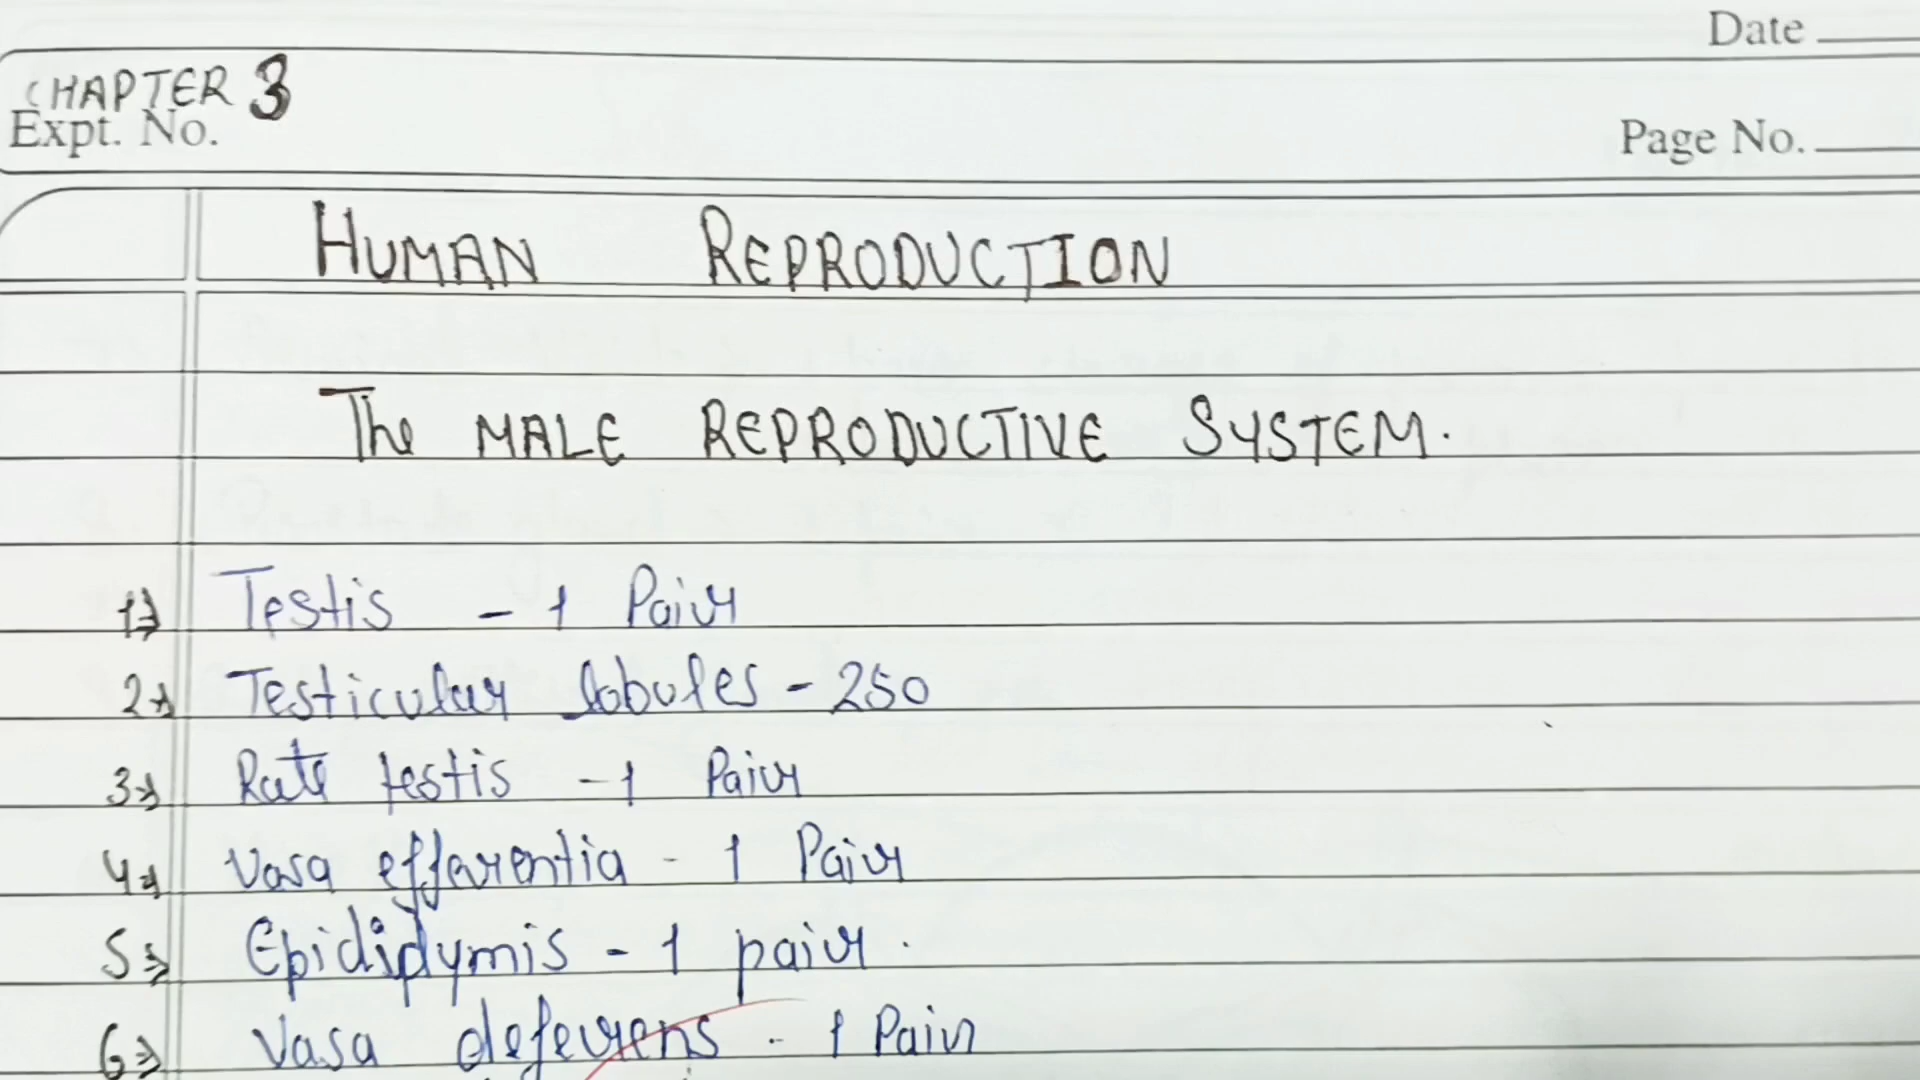 Date
CHAPTER 3
Expt. No.
Page No.
HUMAN REPRODUCTION
The MALE REPRODUCTIVE SYSTEM.
1⇒ Testis - 1 Pair
2⇒ Testicular lobules - 250
3⇒ Rate testis - 1 Pair
4⇒ Vasa efferentia - 1 Pair
5⇒ Epididymis - 1 pair.
6⇒ Vasa deferens - 1 Pair